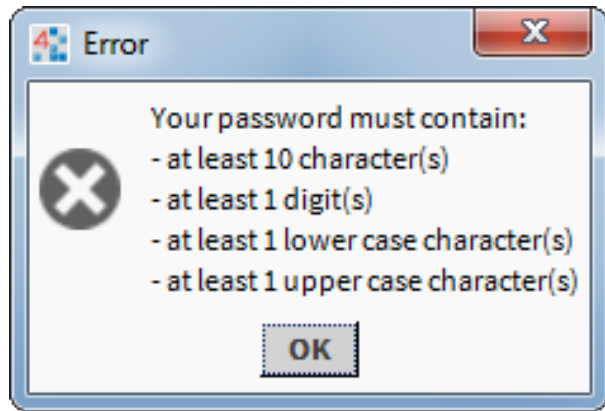 4 Error
X
Your password must contain:
- at least 10 character(s)
- at least 1 digit(s)
- at least 1 lower case character(s)
- at least 1 upper case character(s)
OK